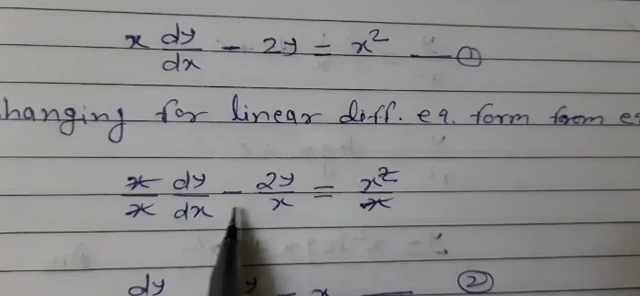 x dy/dx - 2y = x² — ①
hanging for linear diff. eq. form from e
x/x dy/dx - 2y/x = x²/x
dy y = x — ②